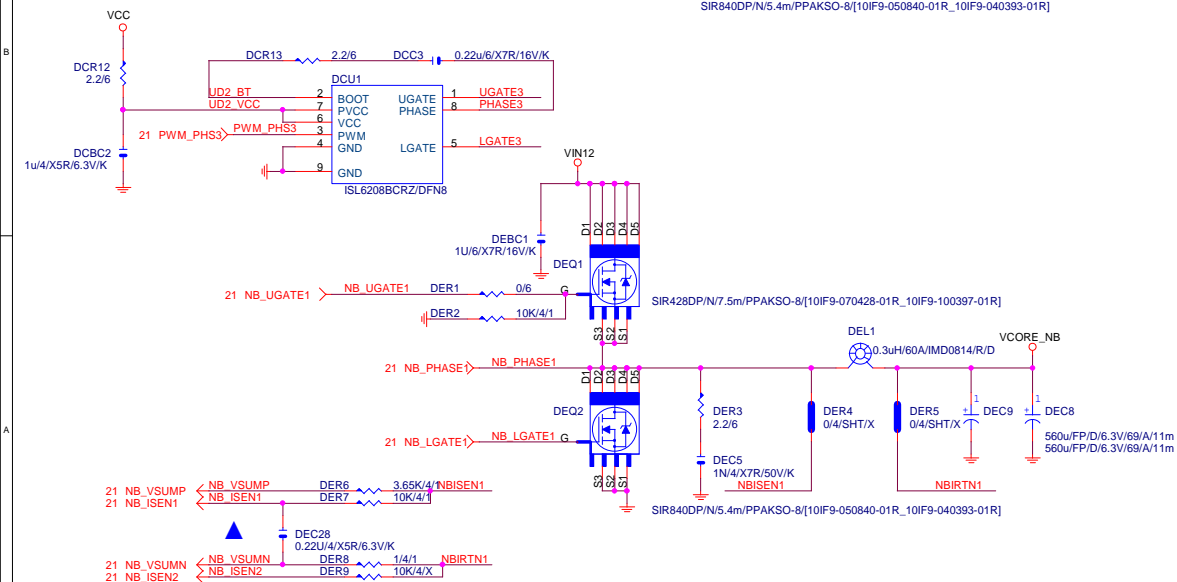 SIR840DP/N/5.4m/PPAKSO-8/[10IF9-050840-01R_10IF9-040393-01R]
VCC
B
DCR13 2.2/6 DCC3 0.22u/6/X7R/16V/K
DCR12
2.2/6
DCU1
UD2_BT 2 BOOT UGATE 1 UGATE3
UD2_VCC 7 PVCC PHASE 8 PHASE3
6 VCC
21 PWM_PHS3 PWM_PHS3 3 PWM
4 GND LGATE 5 LGATE3
9 GND
DCBC2
1u/4/X5R/6.3V/K
ISL6208BCRZ/DFN8
VIN12
D1 D2 D3 D4 D5
DEBC1
1U/6/X7R/16V/K
DEQ1
21 NB_UGATE1 NB_UGATE1 DER1 0/6 G
SIR428DP/N/7.5m/PPAKSO-8/[10IF9-070428-01R_10IF9-100397-01R]
DER2 10K/4/1
S3 S2 S1
DEL1
0.3uH/60A/IMD0814/R/D
VCORE_NB
21 NB_PHASE1 NB_PHASE1
D1 D2 D3 D4 D5
A
DEQ2
DER3
2.2/6
DER4
0/4/SHT/X
DER5
0/4/SHT/X
1 + DEC9
1 + DEC8
560u/FP/D/6.3V/69/A/11m
560u/FP/D/6.3V/69/A/11m
21 NB_LGATE1 NB_LGATE1 G
DEC5
1N/4/X7R/50V/K
S3 S2 S1
NBISEN1 NBIRTN1
21 NB_VSUMP NB_VSUMP DER6 3.65K/4/1 NBISEN1
21 NB_ISEN1 NB_ISEN1 DER7 10K/4/1
SIR840DP/N/5.4m/PPAKSO-8/[10IF9-050840-01R_10IF9-040393-01R]
DEC28
0.22U/4/X5R/6.3V/K
21 NB_VSUMN NB_VSUMN DER8 1/4/1 NBIRTN1
21 NB_ISEN2 NB_ISEN2 DER9 10K/4/X